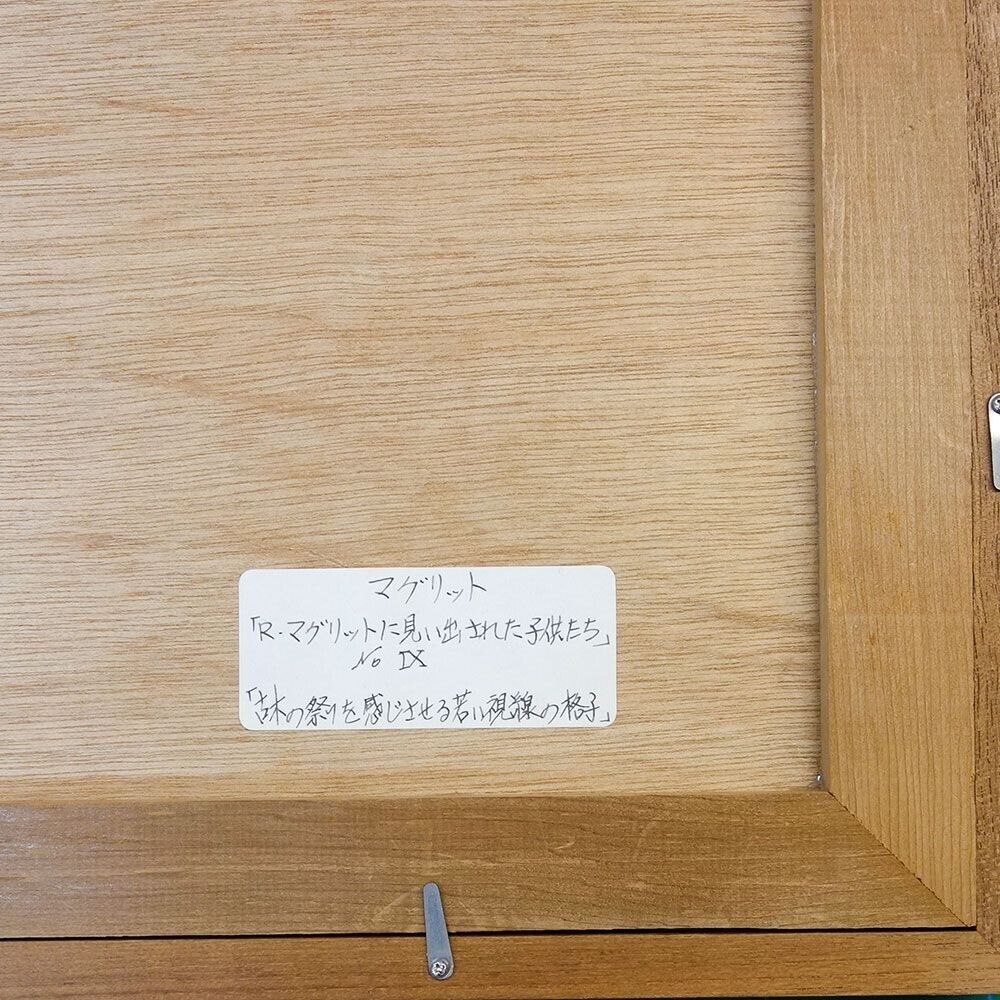 マグリット
「R.マグリットに見い出された子供たち」
No IX
「古木の祭りを感じさせる若い視線の格子」